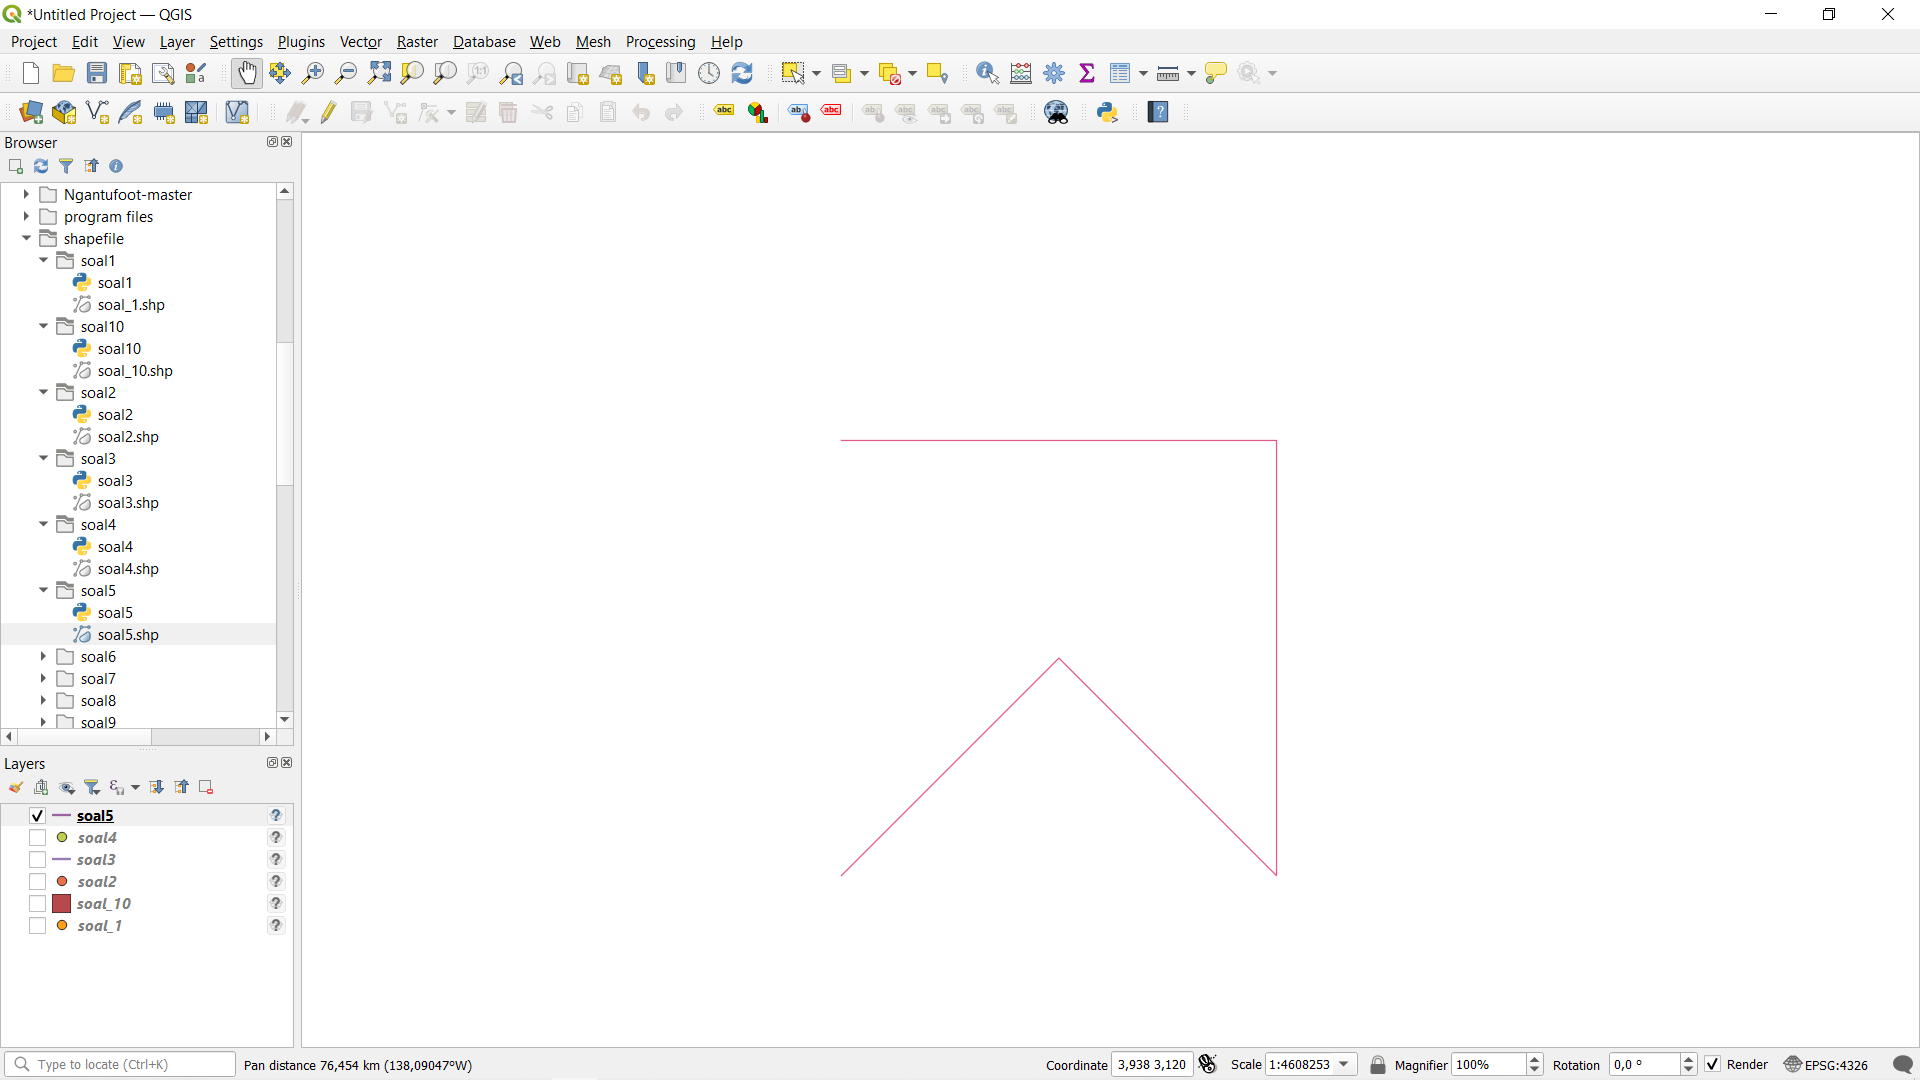 *Untitled Project — QGIS
Project Edit View Layer Settings Plugins Vector Raster Database Web Mesh Processing Help
Browser
Ngantufoot-master
program files
shapefile
soal1
soal1
soal_1.shp
soal10
soal10
soal_10.shp
soal2
soal2
soal2.shp
soal3
soal3
soal3.shp
soal4
soal4
soal4.shp
soal5
soal5
soal5.shp
soal6
soal7
soal8
soal9
Layers
soal5
soal4
soal3
soal2
soal_10
soal_1
Type to locate (Ctrl+K) Pan distance 76,454 km (138,09047°W) Coordinate 3,938 3,120 Scale 1:4608253 Magnifier 100% Rotation 0,0 ° Render EPSG:4326